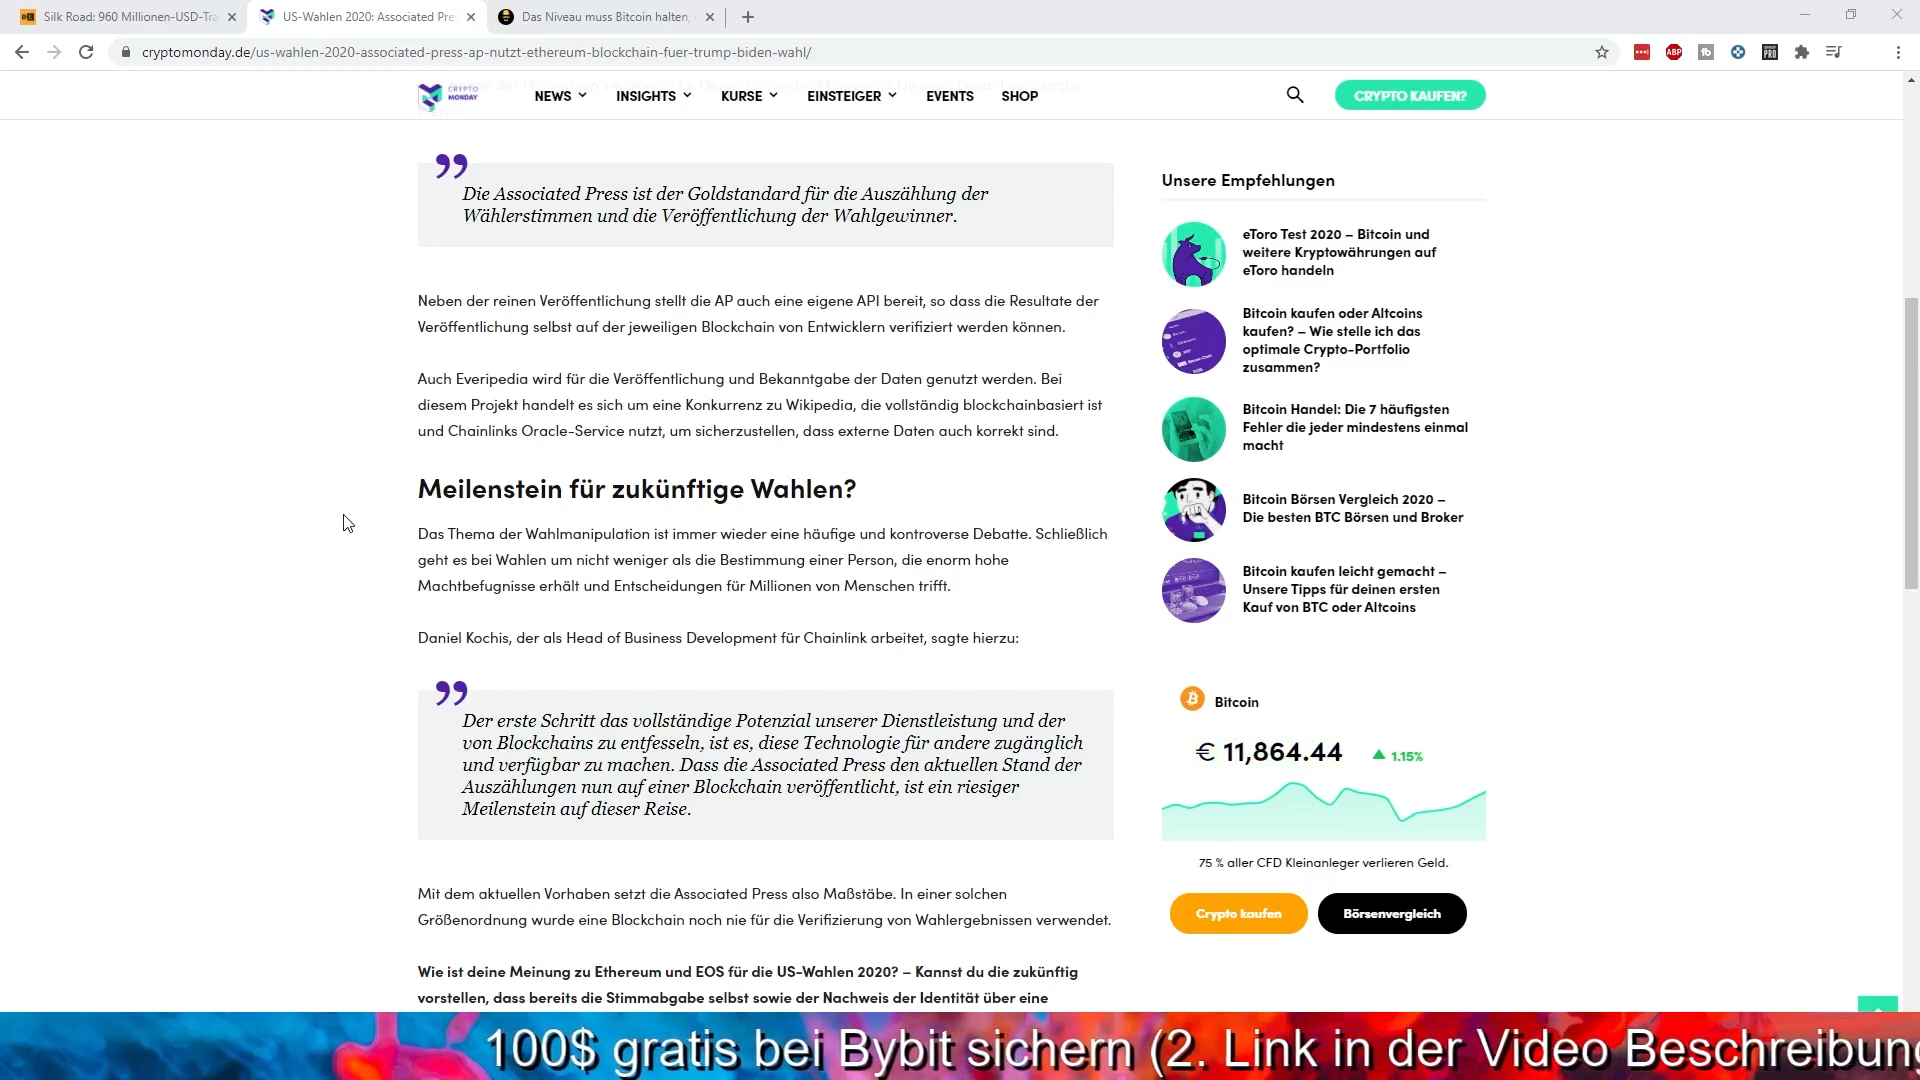 Silk Road: 960 Millionen-USD-Tra
US-Wahlen 2020: Associated Pre
Das Niveau muss Bitcoin halten,
cryptomonday.de/us-wahlen-2020-associated-press-ap-nutzt-ethereum-blockchain-fuer-trump-biden-wahl/
ABP
PRO
CRYPTO
MONDAY
NEWS
INSIGHTS
KURSE
EINSTEIGER
EVENTS
SHOP
CRYPTO KAUFEN?
Die Associated Press ist der Goldstandard für die Auszählung der
Wählerstimmen und die Veröffentlichung der Wahlgewinner.
Neben der reinen Veröffentlichung stellt die AP auch eine eigene API bereit, so dass die Resultate der
Veröffentlichung selbst auf der jeweiligen Blockchain von Entwicklern verifiziert werden können.
Auch Everipedia wird für die Veröffentlichung und Bekanntgabe der Daten genutzt werden. Bei
diesem Projekt handelt es sich um eine Konkurrenz zu Wikipedia, die vollständig blockchainbasiert ist
und Chainlinks Oracle-Service nutzt, um sicherzustellen, dass externe Daten auch korrekt sind.
Meilenstein für zukünftige Wahlen?
Das Thema der Wahlmanipulation ist immer wieder eine häufige und kontroverse Debatte. Schließlich
geht es bei Wahlen um nicht weniger als die Bestimmung einer Person, die enorm hohe
Machtbefugnisse erhält und Entscheidungen für Millionen von Menschen trifft.
Daniel Kochis, der als Head of Business Development für Chainlink arbeitet, sagte hierzu:
Der erste Schritt das vollständige Potenzial unserer Dienstleistung und der
von Blockchains zu entfesseln, ist es, diese Technologie für andere zugänglich
und verfügbar zu machen. Dass die Associated Press den aktuellen Stand der
Auszählungen nun auf einer Blockchain veröffentlicht, ist ein riesiger
Meilenstein auf dieser Reise.
Mit dem aktuellen Vorhaben setzt die Associated Press also Maßstäbe. In einer solchen
Größenordnung wurde eine Blockchain noch nie für die Verifizierung von Wahlergebnissen verwendet.
Wie ist deine Meinung zu Ethereum und EOS für die US-Wahlen 2020? – Kannst du die zukünftig
vorstellen, dass bereits die Stimmabgabe selbst sowie der Nachweis der Identität über eine
Unsere Empfehlungen
eToro Test 2020 – Bitcoin und
weitere Kryptowährungen auf
eToro handeln
Bitcoin kaufen oder Altcoins
kaufen? – Wie stelle ich das
optimale Crypto-Portfolio
zusammen?
Bitcoin Handel: Die 7 häufigsten
Fehler die jeder mindestens einmal
macht
Bitcoin Börsen Vergleich 2020 –
Die besten BTC Börsen und Broker
Bitcoin kaufen leicht gemacht –
Unsere Tipps für deinen ersten
Kauf von BTC oder Altcoins
Bitcoin
€ 11,864.44
1.15%
75 % aller CFD Kleinanleger verlieren Geld.
Crypto kaufen
Börsenvergleich
100$ gratis bei Bybit sichern (2. Link in der Video Beschreibun